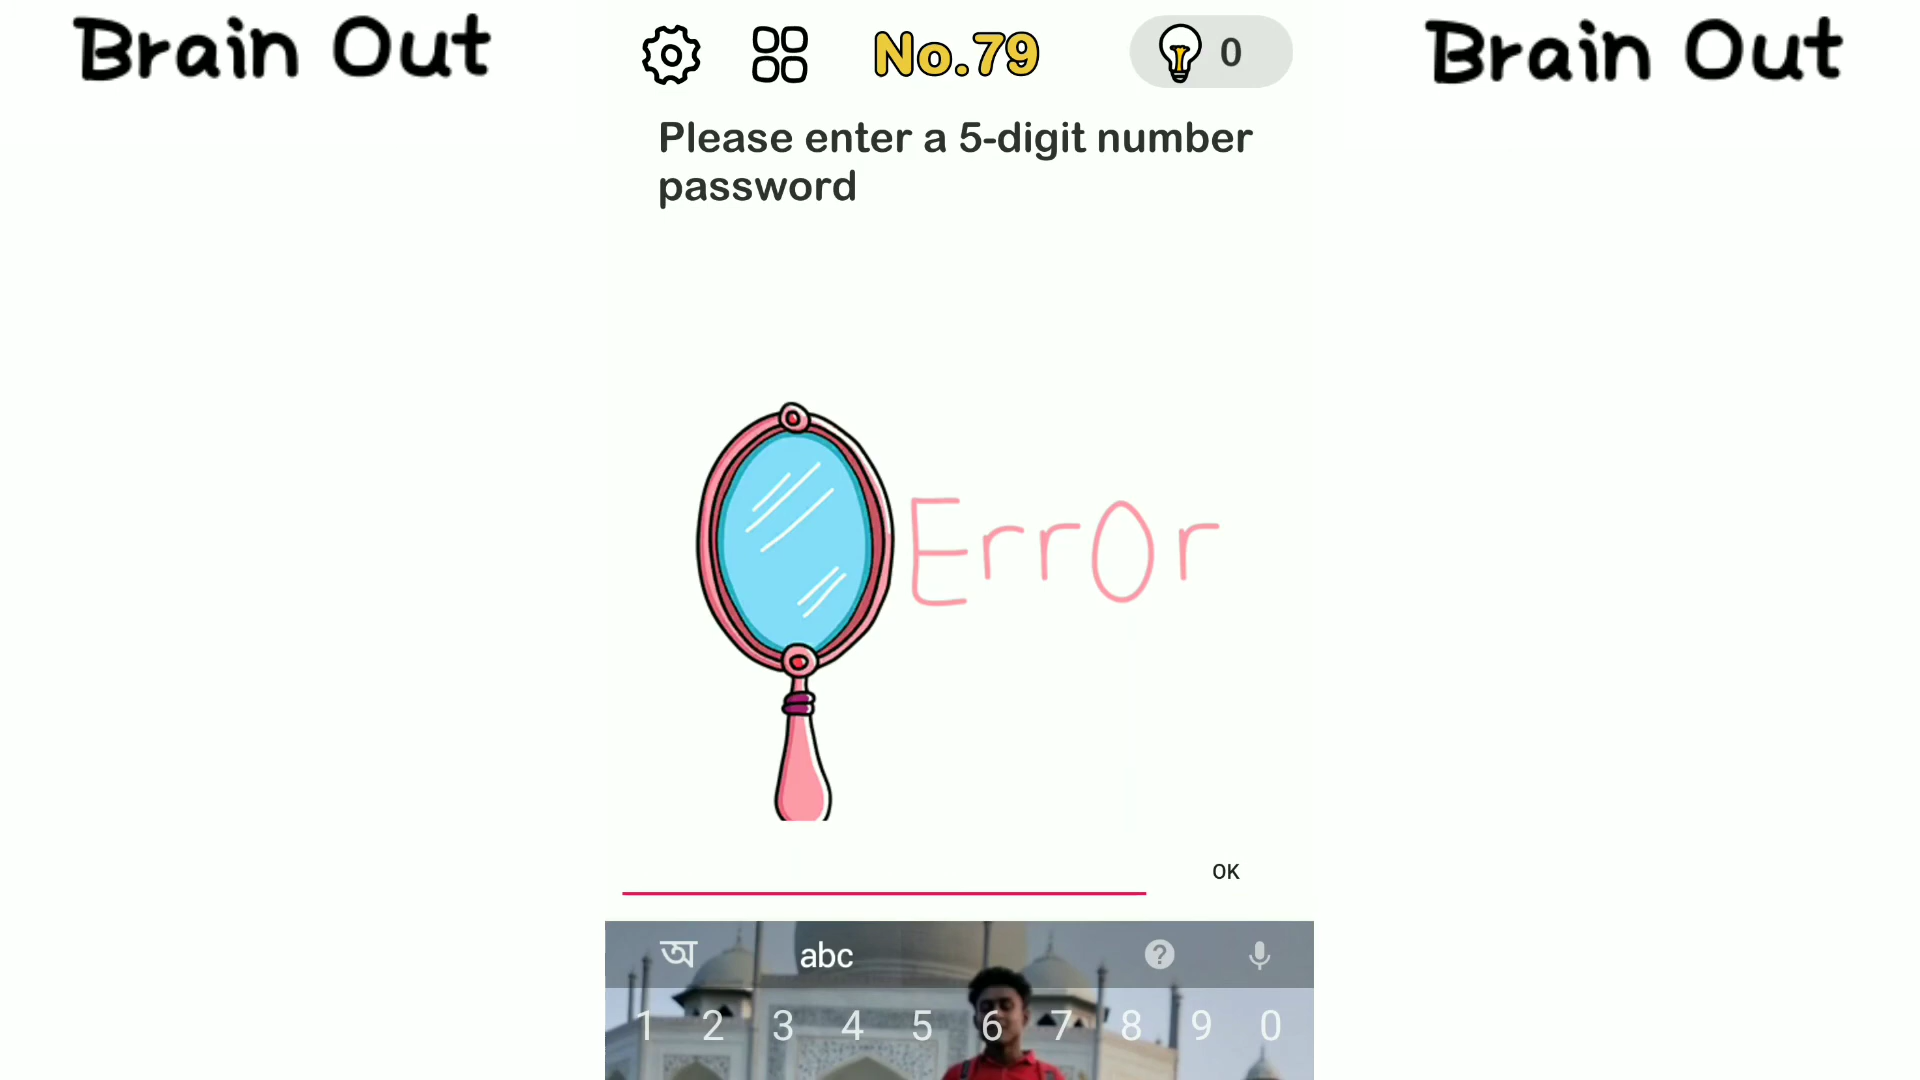 Brain Out
No.79
0
Brain Out
Please enter a 5-digit number
password
ErrOr
OK
অ
abc
?
1 2 3 4 5 6 7 8 9 0